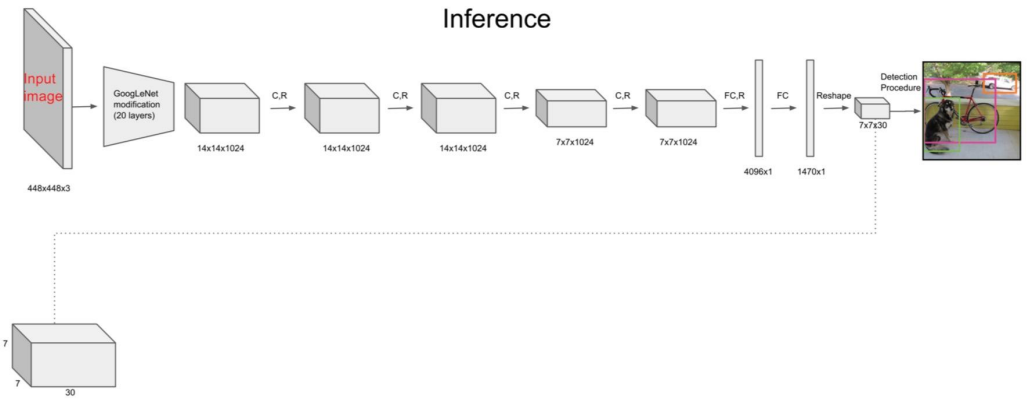 Inference
Input
image
GoogLeNet
modification
(20 layers)
C,R
C,R
C,R
C,R
FC,R
FC
Reshape
Detection
Procedure
448x448x3
14x14x1024
14x14x1024
14x14x1024
7x7x1024
7x7x1024
4096x1
1470x1
7x7x30
7
7
30